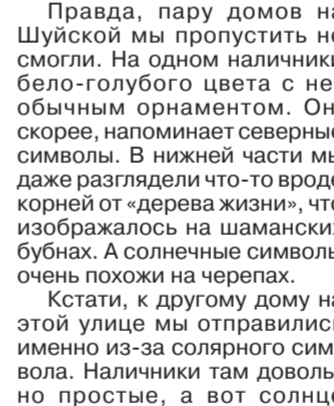 Правда, пару домов на
Шуйской мы пропустить не
смогли. На одном наличники
бело-голубого цвета с не-
обычным орнаментом. Он,
скорее, напоминает северные
символы. В нижней части мы
даже разглядели что-то вроде
корней от «дерева жизни», что
изображалось на шаманских
бубнах. А солнечные символы
очень похожи на черепах.
Кстати, к другому дому на
этой улице мы отправились
именно из-за солярного сим-
вола. Наличники там доволь-
но простые, а вот солнце